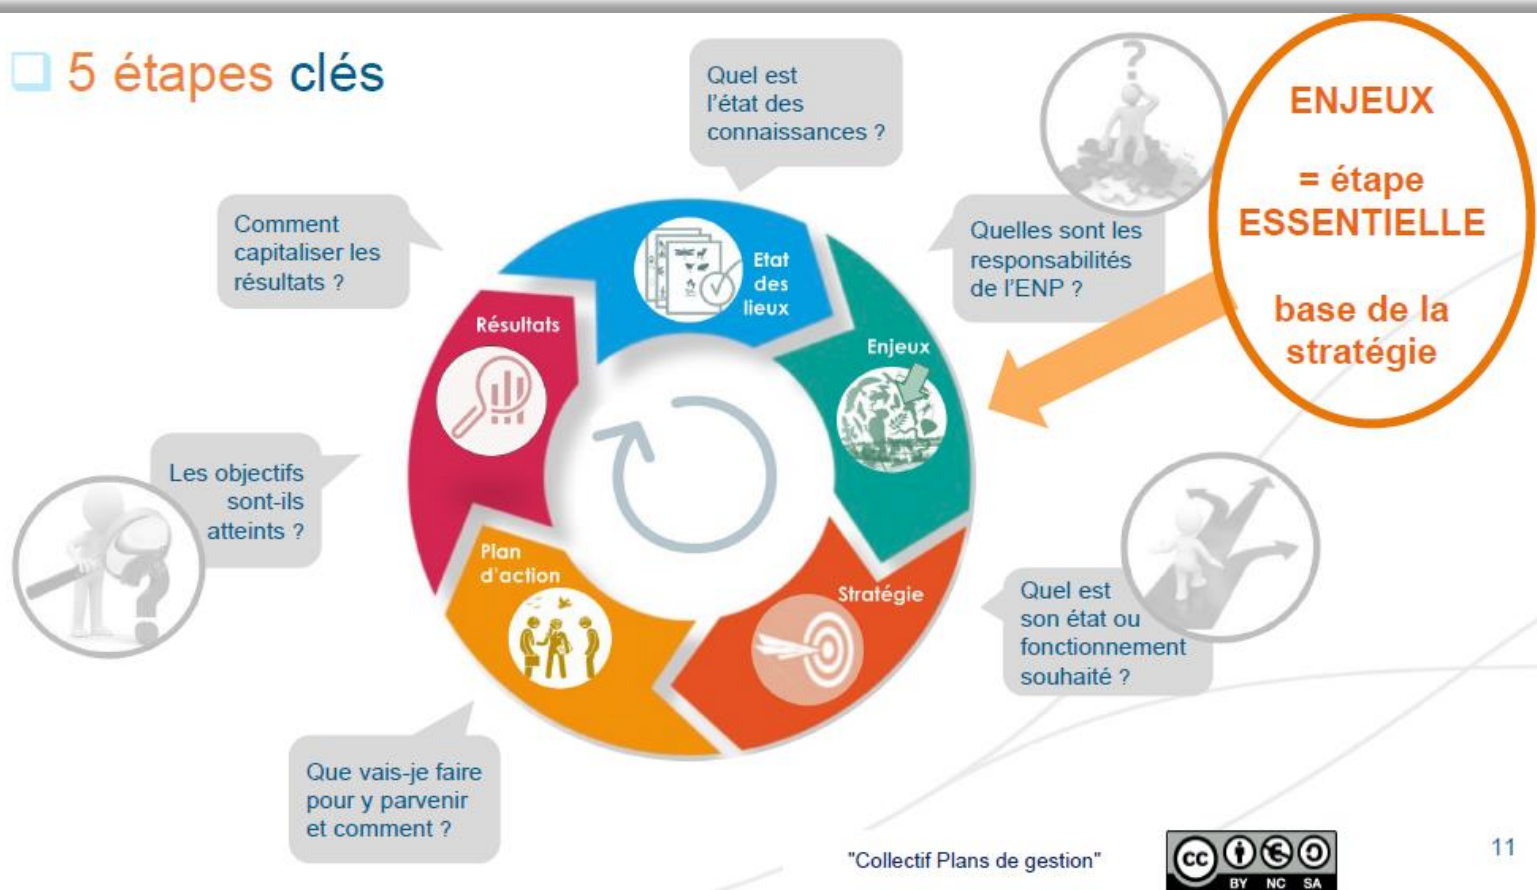 5 étapes clés
Quel est
l'état des
connaissances ?
ENJEUX
= étape
ESSENTIELLE
base de la
stratégie
Comment
capitaliser les
résultats ?
Quelles sont les
responsabilités
de l'ENP ?
Etat
des
lieux
Résultats
Enjeux
Les objectifs
sont-ils
atteints ?
Plan
d'action
Stratégie
Quel est
son état ou
fonctionnement
souhaité ?
Que vais-je faire
pour y parvenir
et comment ?
"Collectif Plans de gestion"
cc
BY NC SA
11